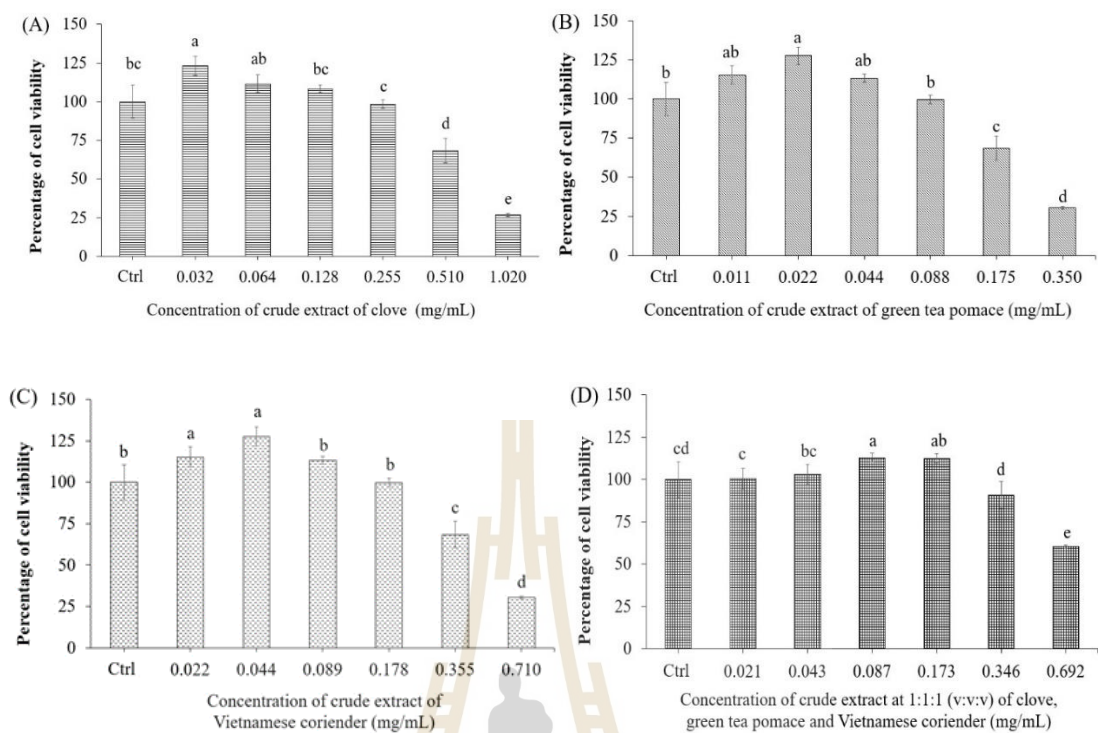 (A)
Percentage of cell viability
150
125
100
75
50
25
0
bc
a
ab
bc
c
d
e
Ctrl 0.032 0.064 0.128 0.255 0.510 1.020
Concentration of crude extract of clove (mg/mL)
(B)
Percentage of cell viability
150
125
100
75
50
25
0
b
ab
a
ab
b
c
d
Ctrl 0.011 0.022 0.044 0.088 0.175 0.350
Concentration of crude extract of green tea pomace (mg/mL)
(C)
Percentage of cell viability
150
125
100
75
50
25
0
b
a
a
b
b
c
d
Ctrl 0.022 0.044 0.089 0.178 0.355 0.710
Concentration of crude extract of
Vietnamese coriender (mg/mL)
(D)
Percentage of cell viability
150
125
100
75
50
25
0
cd
c
bc
a
ab
d
e
Ctrl 0.021 0.043 0.087 0.173 0.346 0.692
Concentration of crude extract at 1:1:1 (v:v:v) of clove,
green tea pomace and Vietnamese coriender (mg/mL)